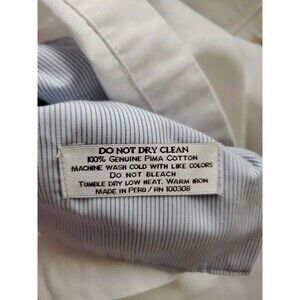 DO NOT DRY CLEAN
100% GENUINE PIMA COTTON
MACHINE WASH COLD WITH LIKE COLORS
DO NOT BLEACH
TUMBLE DRY LOW HEAT. WARM IRON
MADE IN PERU/RN 100308